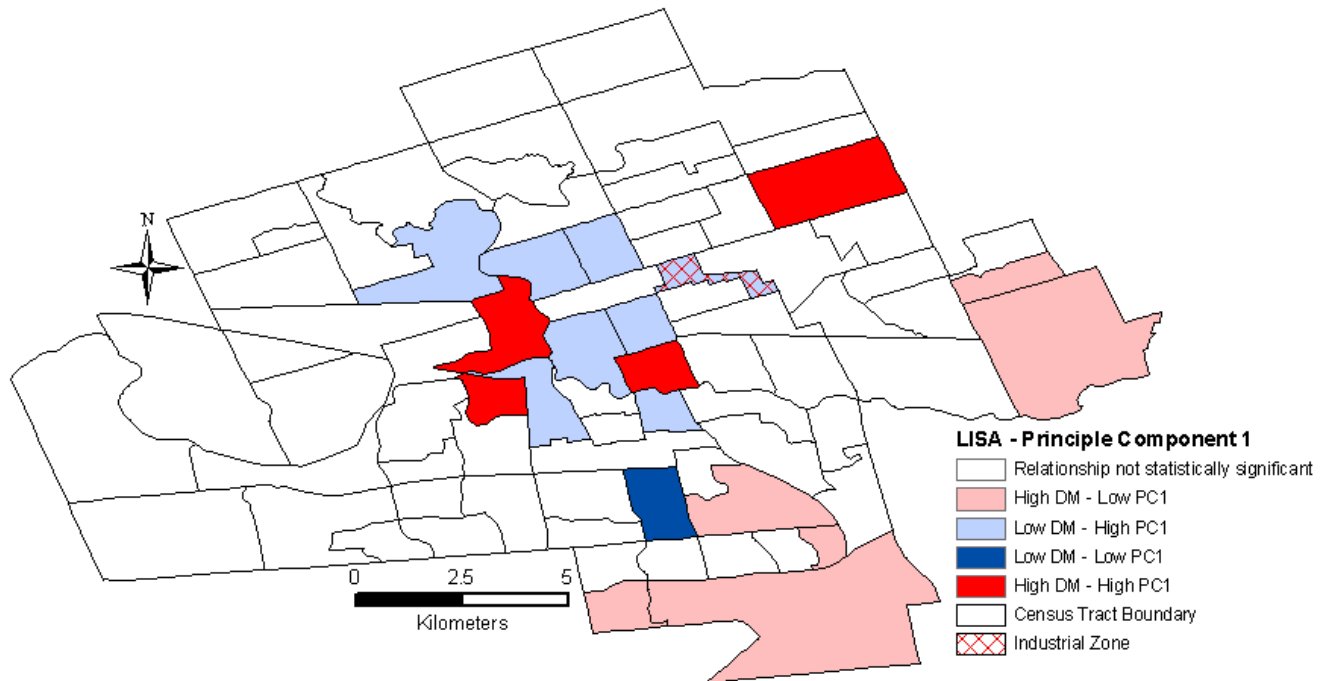 N
LISA - Principle Component 1
Relationship not statistically significant
High DM - Low PC1
Low DM - High PC1
Low DM - Low PC1
High DM - High PC1
Census Tract Boundary
Industrial Zone
0 2.5 5
Kilometers